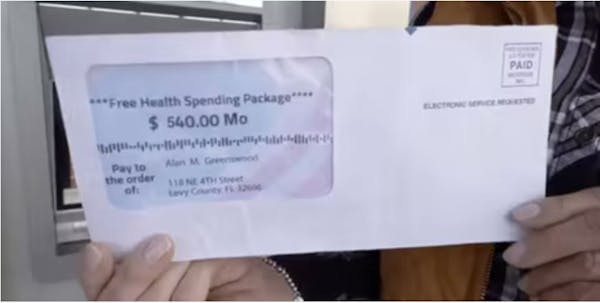 ***Free Health Spending Package****
$ 540.00 Mo
Pay to
the order
of:
Alan M. Greenwood
118 NE 4TH Street
Levy County, FL 32696
PAID
ELECTRONIC SERVICE REQUESTED